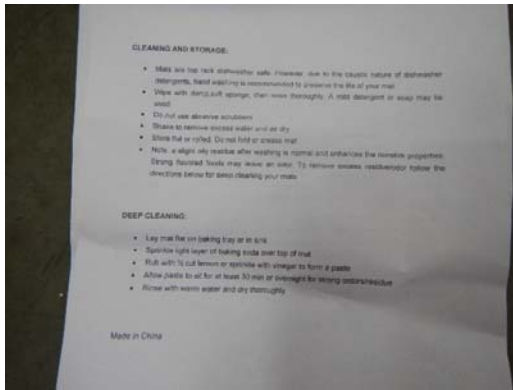 CLEANING AND STORAGE:
• Mats are top rack dishwasher safe. However, due to the caustic nature of dishwasher
detergents, hand washing is recommended to preserve the life of your mat.
• Wipe with damp,soft sponge, then rinse thoroughly. A mild detergent or soap may be
used.
• Do not use abrasive scrubbers
• Shake to remove excess water and air dry
• Store flat or rolled. Do not fold or crease mat
• Note, a slight oily residue after washing is normal and enhances the nonstick properties.
Strong flavored foods may leave an odor. To remove excess residue/odor follow the
directions below for deep cleaning your mats
DEEP CLEANING:
• Lay mat flat on baking tray or in sink
• Sprinkle light layer of baking soda over top of mat
• Rub with ½ cut lemon or sprinkle with vinegar to form a paste
• Allow paste to sit for at least 30 min or overnight for strong odors/residue
• Rinse with warm water and dry thoroughly
Made in China